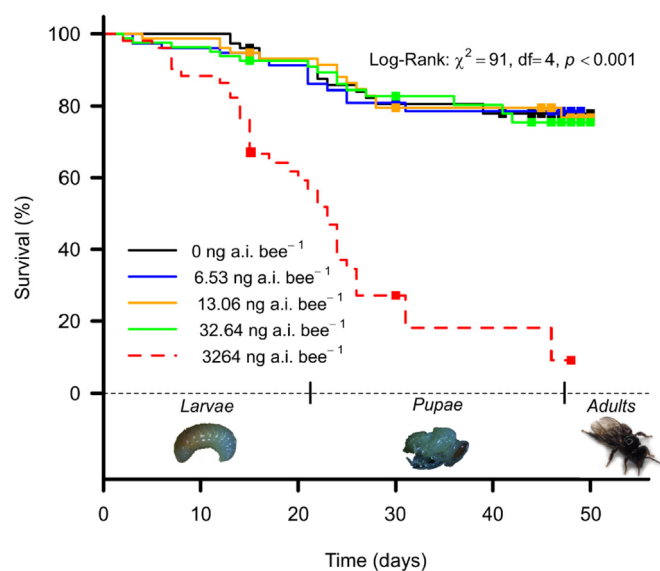 Log-Rank: χ² = 91, df= 4, p < 0.001
Survival (%)
100
80
60
40
20
0
0 ng a.i. bee⁻¹
6.53 ng a.i. bee⁻¹
13.06 ng a.i. bee⁻¹
32.64 ng a.i. bee⁻¹
3264 ng a.i. bee⁻¹
Larvae Pupae Adults
0 10 20 30 40 50
Time (days)